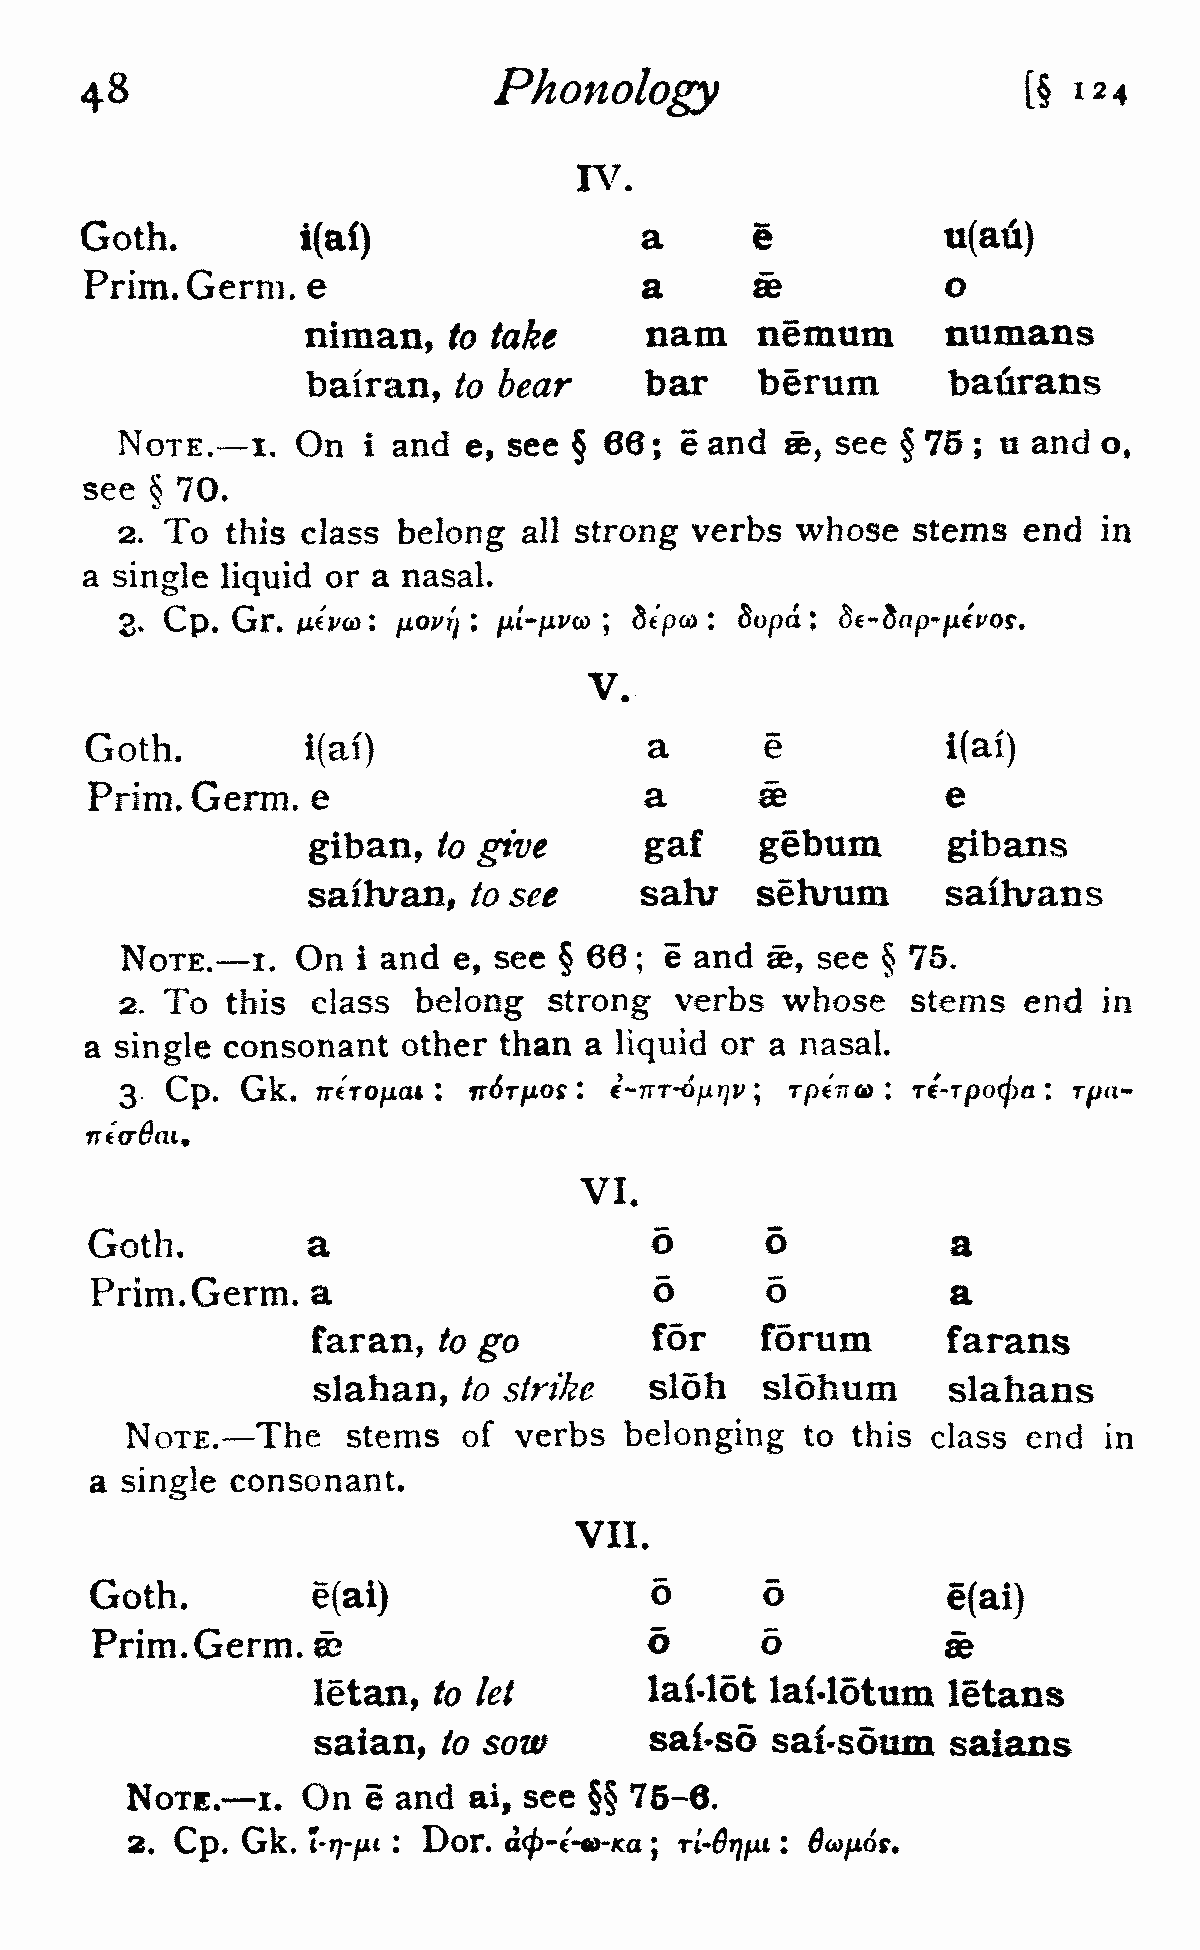 48 Phonology [§ 124
IV.
Goth. i(aí) a ē u(aú)
Prim. Germ. e a ǣ o
niman, to take nam nēmum numans
baíran, to bear bar bērum baúrans
NOTE.—1. On i and e, see § 66; ē and ǣ, see § 75; u and o,
see § 70.
2. To this class belong all strong verbs whose stems end in
a single liquid or a nasal.
3. Cp. Gr. μένω: μονή: μί-μνω; δέρω: δορά: δε-δαρ-μένος.
V.
Goth. i(aí) a ē i(aí)
Prim. Germ. e a ǣ e
giban, to give gaf gēbum gibans
saíƕan, to see saƕ sēƕum saíƕans
NOTE.—1. On i and e, see § 66; ē and ǣ, see § 75.
2. To this class belong strong verbs whose stems end in
a single consonant other than a liquid or a nasal.
3. Cp. Gk. πέτομαι: πότμος: ἐ-πτ-όμην; τρέπω: τέ-τροφα: τρα-
πέσθαι.
VI.
Goth. a ō ō a
Prim. Germ. a ō ō a
faran, to go fōr fōrum farans
slahan, to strike slōh slōhum slahans
NOTE.—The stems of verbs belonging to this class end in
a single consonant.
VII.
Goth. ē(ai) ō ō ē(ai)
Prim. Germ. ǣ ō ō ǣ
lētan, to let laí-lōt laí-lōtum lētans
saian, to sow saí-sō saí-sōum saians
NOTE.—1. On ē and ai, see §§ 75-6.
2. Cp. Gk. ἵ-η-μι: Dor. ἀφ-έ-ω-κα; τί-θημι: θωμός.